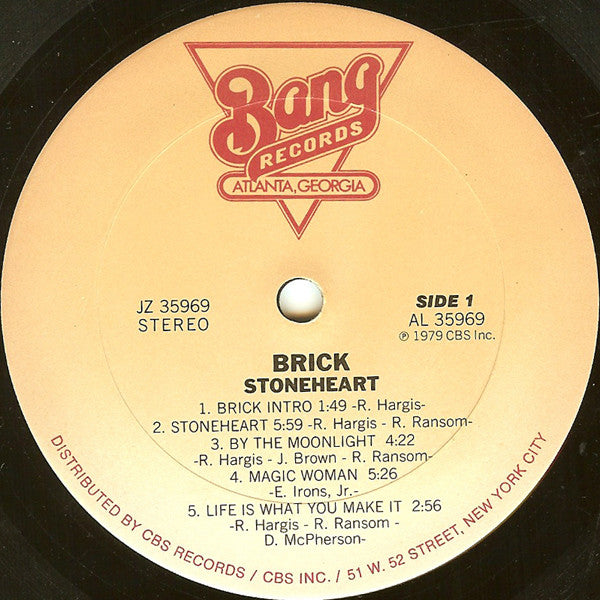 Bang
RECORDS
ATLANTA, GEORGIA
JZ 35969
STEREO
SIDE 1
AL 35969
℗ 1979 CBS Inc.
BRICK
STONEHEART
1. BRICK INTRO 1:49 -R. Hargis-
2. STONEHEART 5:59 -R. Hargis - R. Ransom-
3. BY THE MOONLIGHT 4:22
-R. Hargis - J. Brown - R. Ransom-
4. MAGIC WOMAN 5:26
-E. Irons, Jr.-
5. LIFE IS WHAT YOU MAKE IT 2:56
-R. Hargis - R. Ransom -
D. McPherson-
DISTRIBUTED BY CBS RECORDS / CBS INC. / 51 W. 52 STREET, NEW YORK CITY